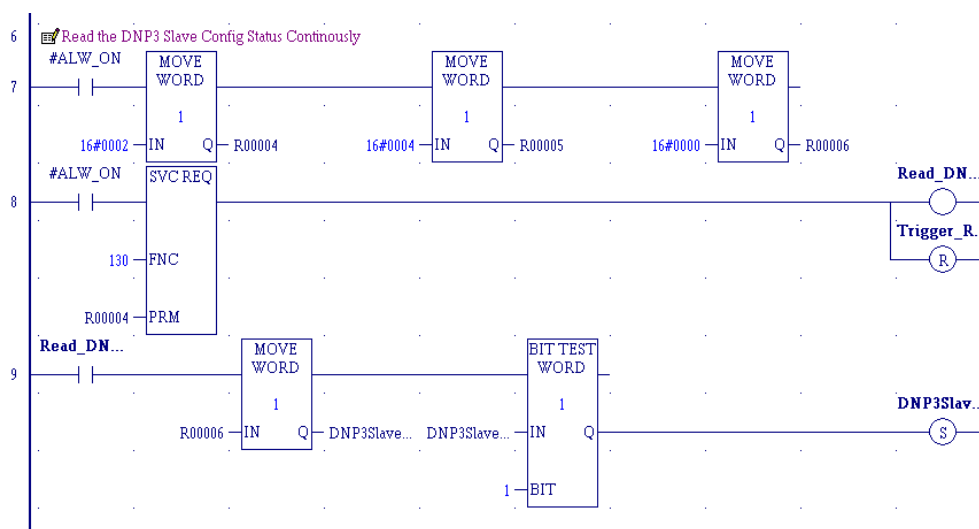 6 Read the DNP3 Slave Config Status Continously
#ALW_ON
MOVE WORD
MOVE WORD
MOVE WORD
7
1
1
1
16#0002 IN Q R00004
16#0004 IN Q R00005
16#0000 IN Q R00006
#ALW_ON
SVC REQ
Read_DN...
8
Trigger_R...
130 FNC
R
R00004 PRM
Read_DN...
MOVE WORD
BIT TEST WORD
9
1
1
DNP3Slav...
R00006 IN Q DNP3Slave...
DNP3Slave... IN Q
S
1 BIT